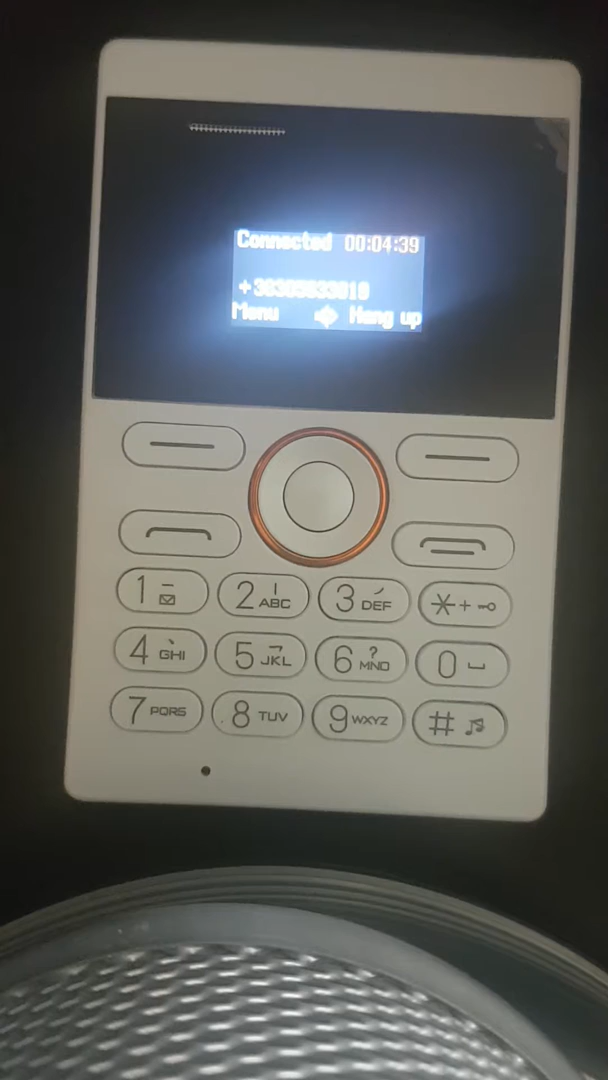 Connected 00:04:39
Menu Hang up
1
2 ABC
3 DEF
*+
4 GHI
5 JKL
6 ? MNO
0
7 PQRS
8 TUV
9 WXYZ
#